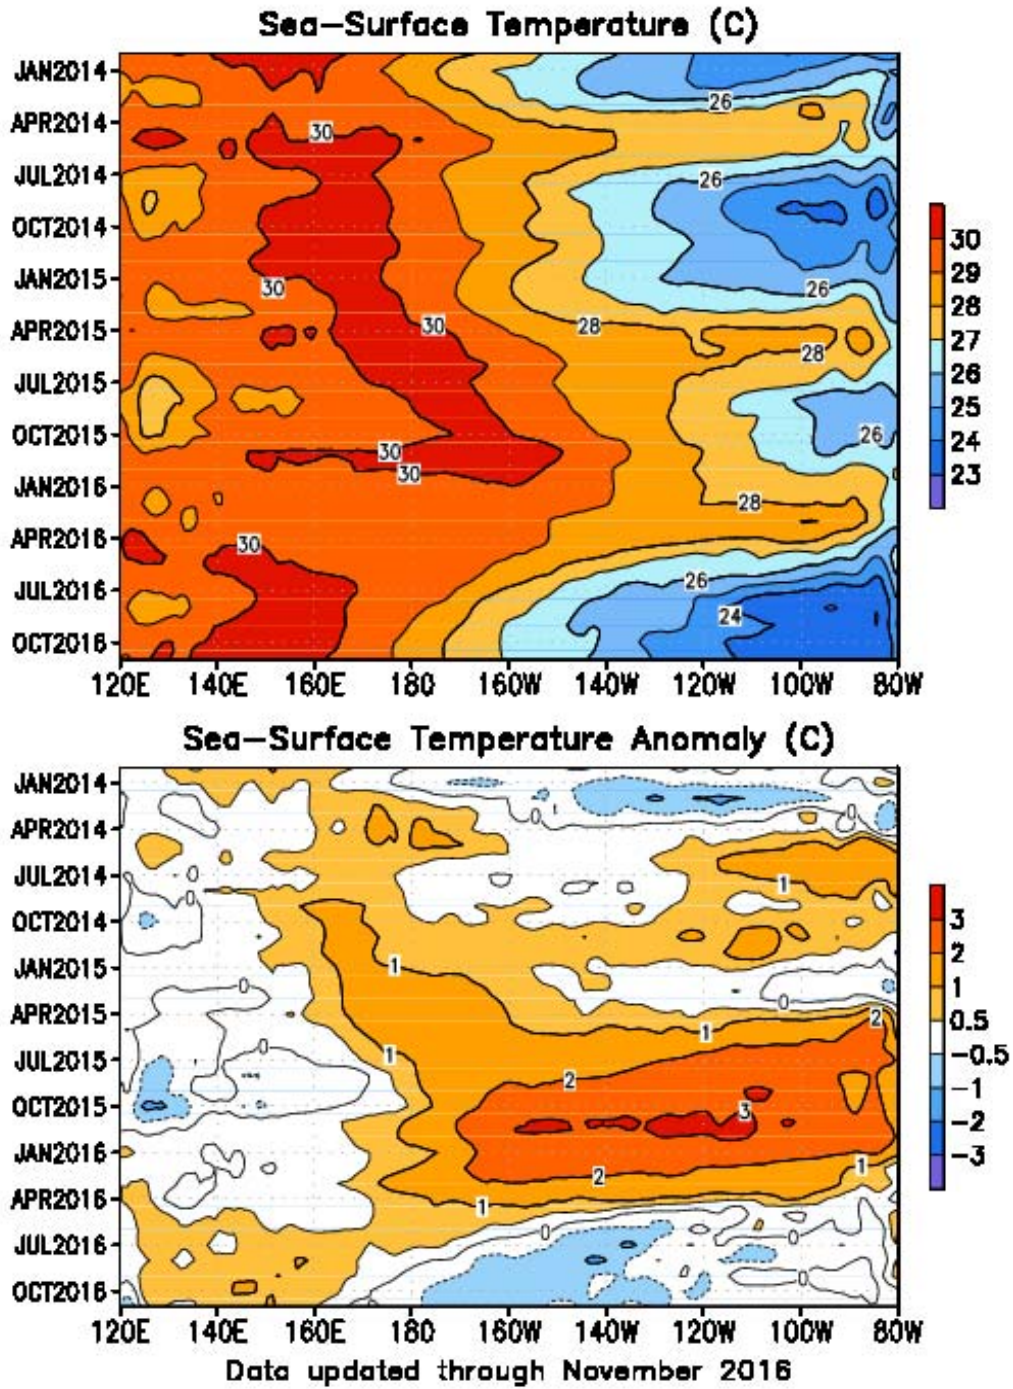 Sea-Surface Temperature (C)
JAN2014
APR2014
JUL2014
OCT2014
JAN2015
APR2015
JUL2015
OCT2015
JAN2016
APR2016
JUL2016
OCT2016
26
30
26
30
26
30
28
28
26
30
30
28
30
26
24
30
29
28
27
26
25
24
23
120E 140E 160E 180 160W 140W 120W 100W 80W
Sea-Surface Temperature Anomaly (C)
JAN2014
APR2014
JUL2014
OCT2014
JAN2015
APR2015
JUL2015
OCT2015
JAN2016
APR2016
JUL2016
OCT2016
0
1
0
1
0
0
2
1
0
1
2
3
1
2
1
0
0
0
3
2
1
0.5
-0.5
-1
-2
-3
120E 140E 160E 180 160W 140W 120W 100W 80W
Data updated through November 2016